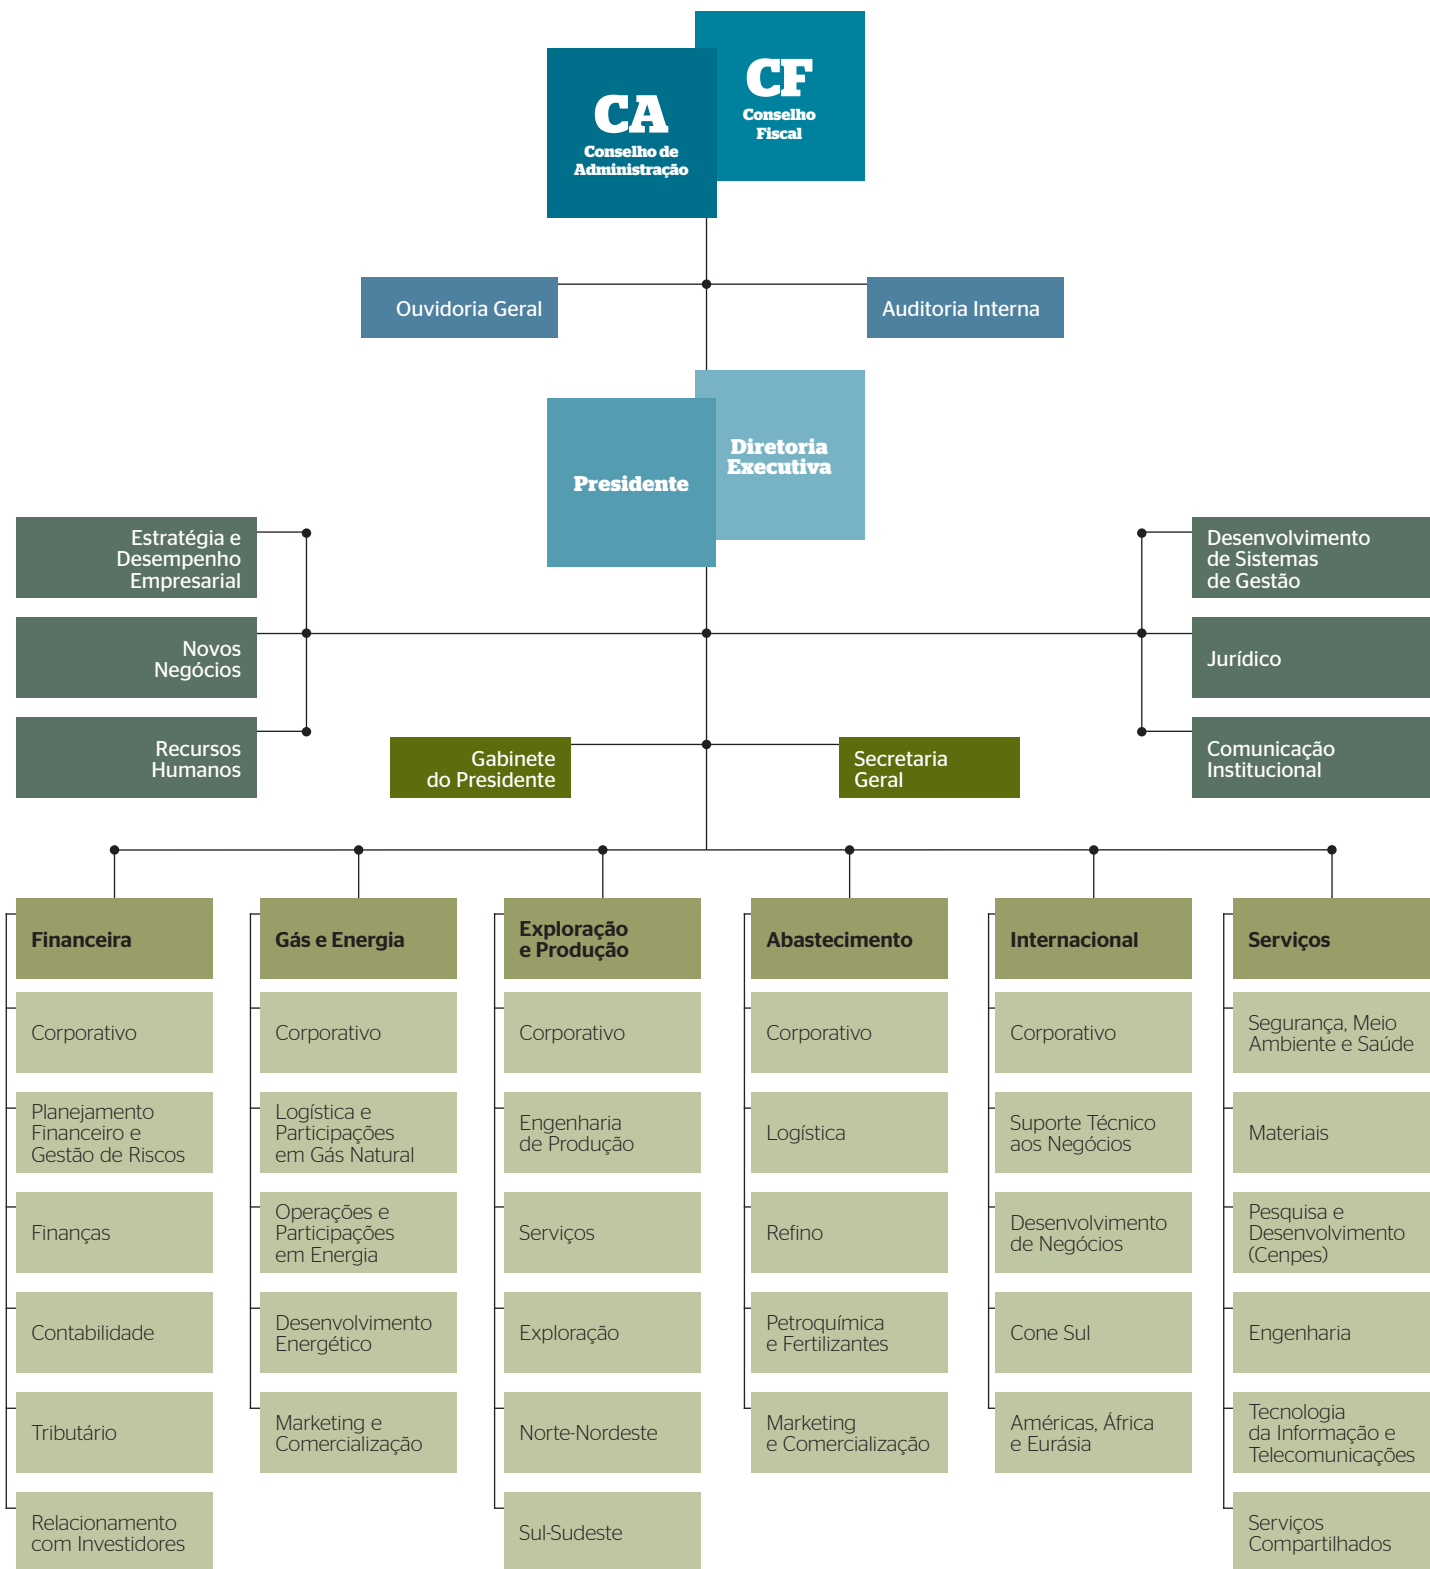 CF
Conselho
Fiscal
CA
Conselho de
Administração
Ouvidoria Geral
Auditoria Interna
Diretoria
Executiva
Presidente
Estratégia e
Desempenho
Empresarial
Desenvolvimento
de Sistemas
de Gestão
Novos
Negócios
Jurídico
Recursos
Humanos
Gabinete
do Presidente
Secretaria
Geral
Comunicação
Institucional
Financeira
Corporativo
Planejamento
Financeiro e
Gestão de Riscos
Finanças
Contabilidade
Tributário
Relacionamento
com Investidores
Gás e Energia
Corporativo
Logística e
Participações
em Gás Natural
Operações e
Participações
em Energia
Desenvolvimento
Energético
Marketing e
Comercialização
Exploração
e Produção
Corporativo
Engenharia
de Produção
Serviços
Exploração
Norte-Nordeste
Sul-Sudeste
Abastecimento
Corporativo
Logística
Refino
Petroquímica
e Fertilizantes
Marketing
e Comercialização
Internacional
Corporativo
Suporte Técnico
aos Negócios
Desenvolvimento
de Negócios
Cone Sul
Américas, África
e Eurásia
Serviços
Segurança, Meio
Ambiente e Saúde
Materiais
Pesquisa e
Desenvolvimento
(Cenpes)
Engenharia
Tecnologia
da Informação e
Telecomunicações
Serviços
Compartilhados